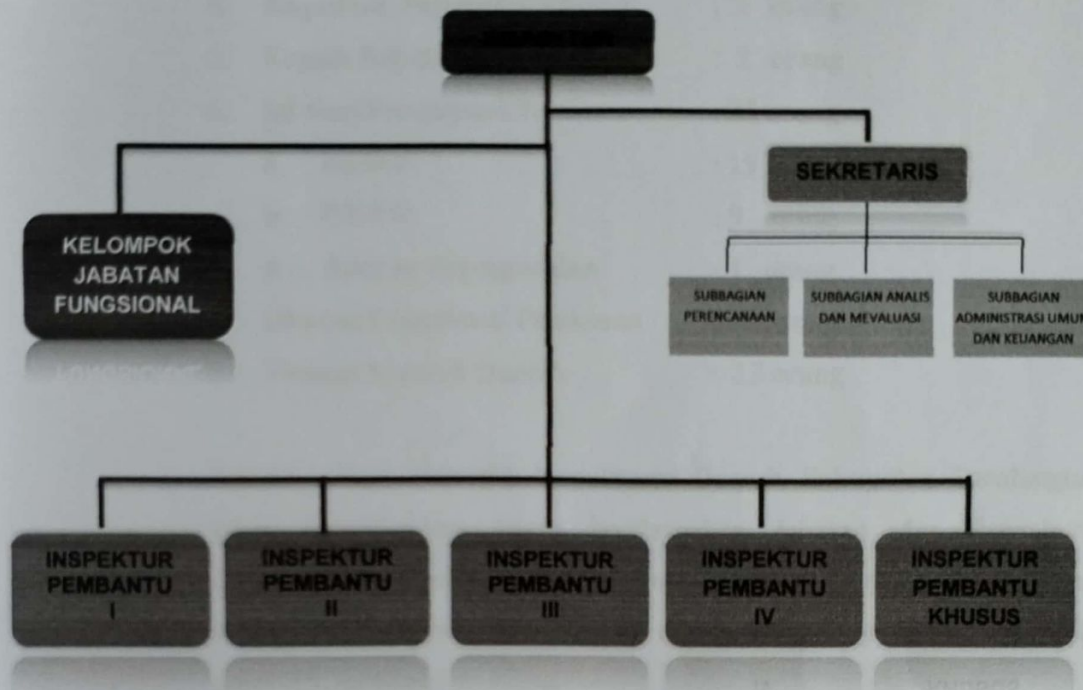 KELOMPOK
JABATAN
FUNGSIONAL
SEKRETARIS
SUBBAGIAN
PERENCANAAN
SUBBAGIAN ANALIS
DAN MEVALUASI
SUBBAGIAN
ADMINISTRASI UMUM
DAN KEUANGAN
INSPEKTUR
PEMBANTU
I
INSPEKTUR
PEMBANTU
II
INSPEKTUR
PEMBANTU
III
INSPEKTUR
PEMBANTU
IV
INSPEKTUR
PEMBANTU
KHUSUS